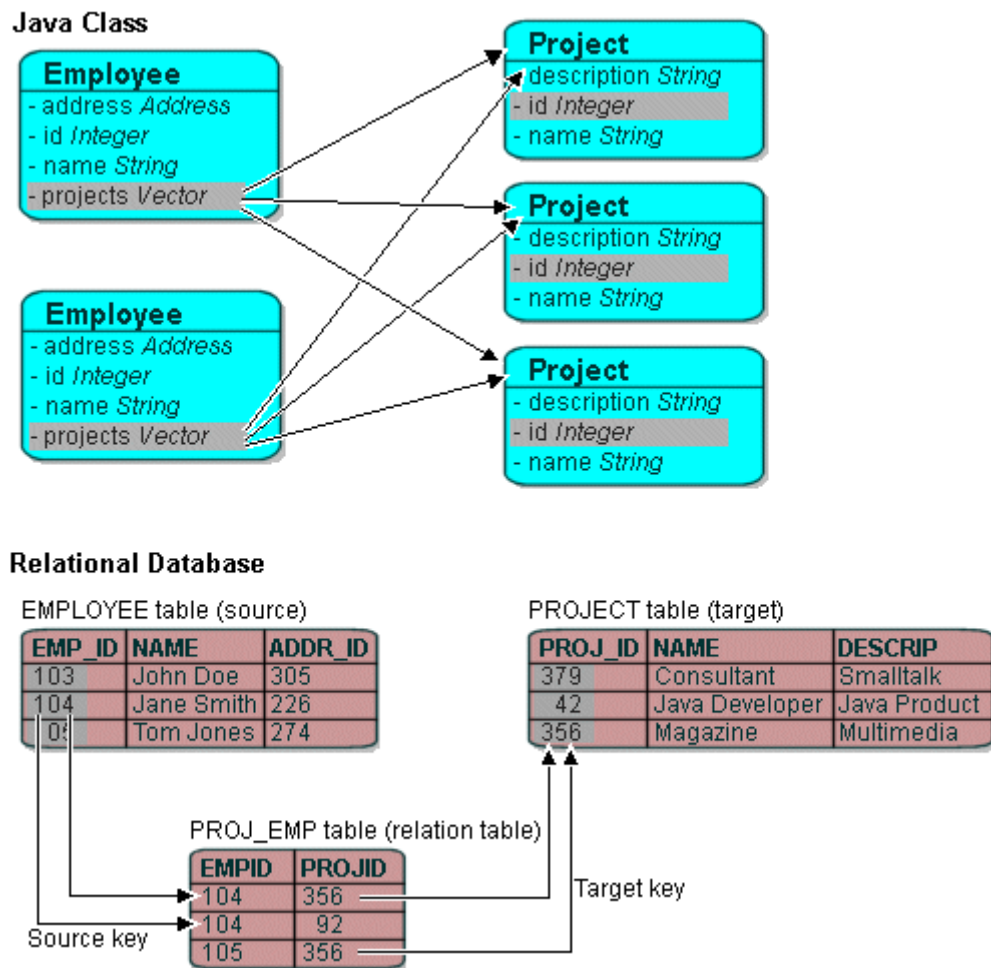 Java Class
Employee
- address Address
- id Integer
- name String
- projects Vector
Employee
- address Address
- id Integer
- name String
- projects Vector
Project
- description String
- id Integer
- name String
Project
- description String
- id Integer
- name String
Project
- description String
- id Integer
- name String
Relational Database
EMPLOYEE table (source)
EMP_ID NAME ADDR_ID
103 John Doe 305
104 Jane Smith 226
05 Tom Jones 274
PROJECT table (target)
PROJ_ID NAME DESCRIP
379 Consultant Smalltalk
42 Java Developer Java Product
356 Magazine Multimedia
PROJ_EMP table (relation table)
EMPID PROJID
104 356
104 92
105 356
Source key
Target key